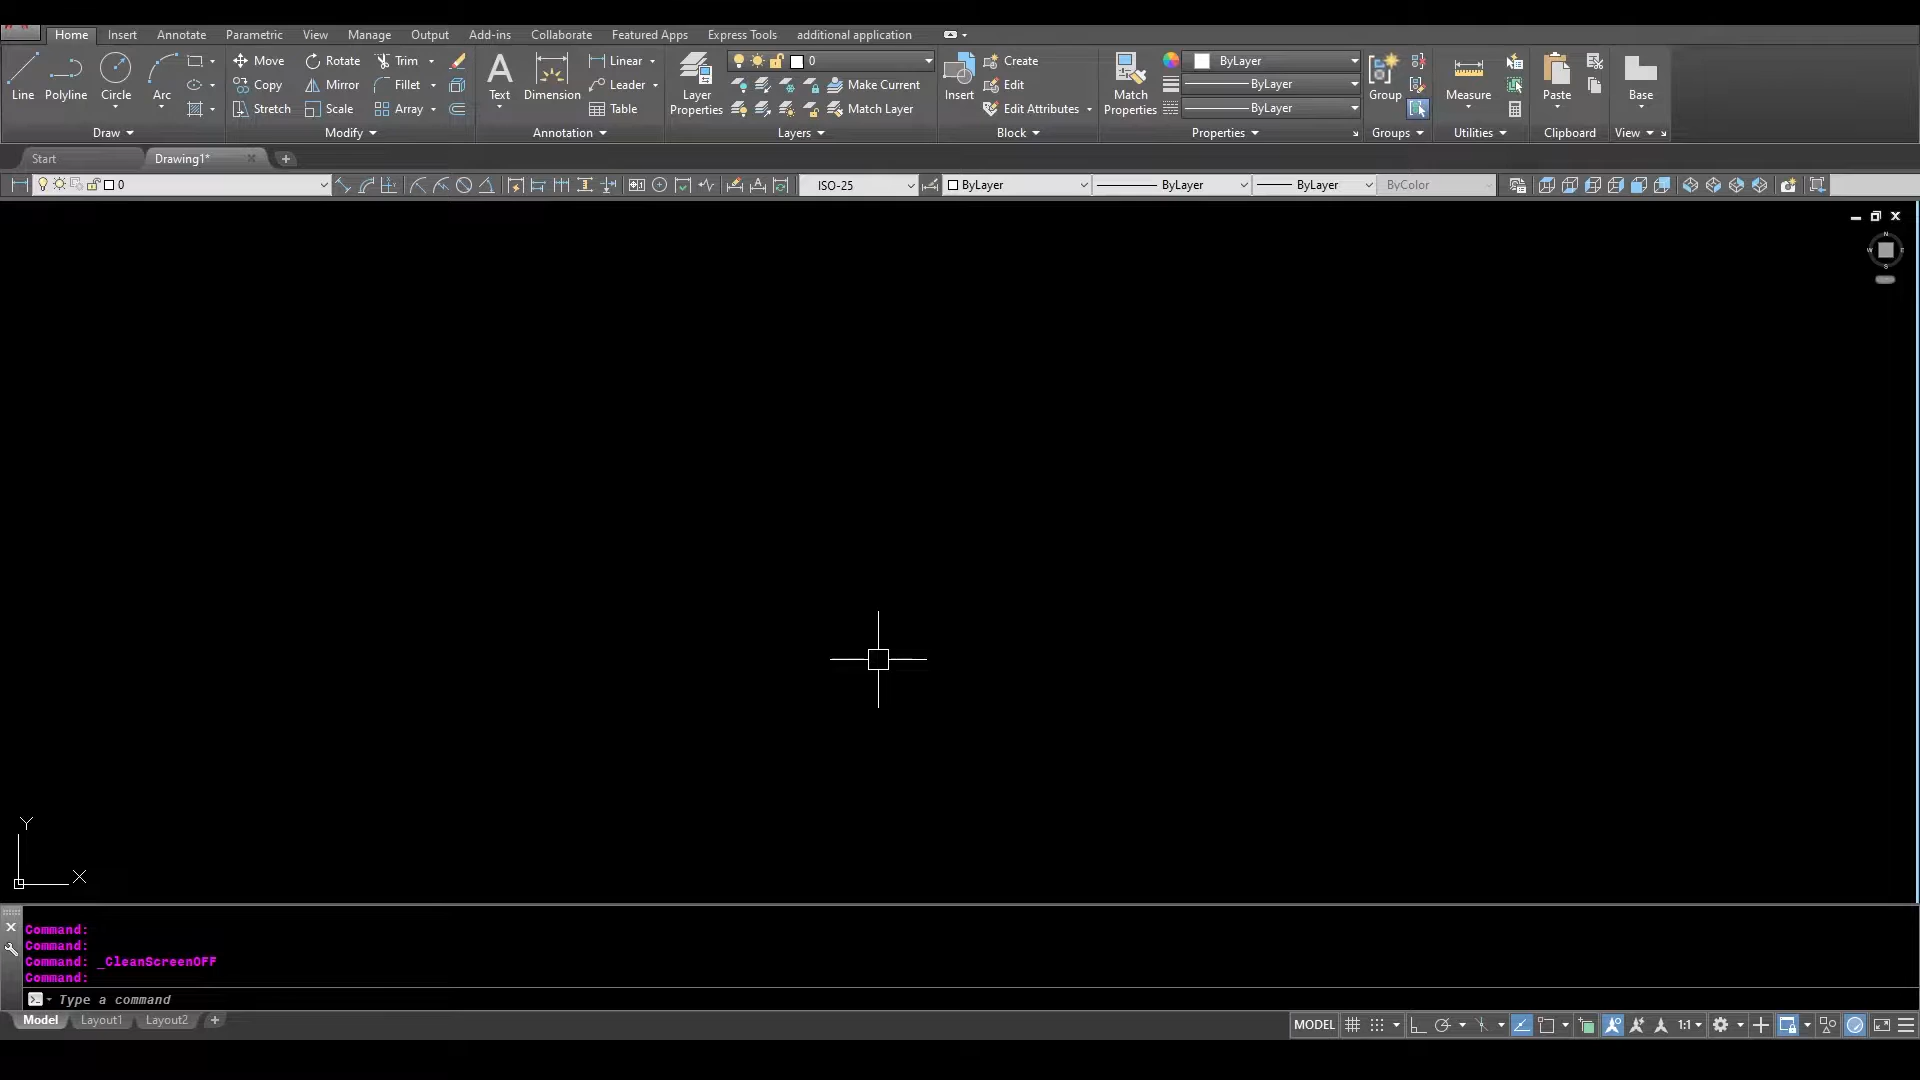 Home Insert Annotate Parametric View Manage Output Add-ins Collaborate Featured Apps Express Tools additional application
Move Rotate Trim Linear 0 Create ByLayer
Copy Mirror Fillet Leader Make Current Edit ByLayer
Line Polyline Circle Arc Text Dimension Layer Properties Insert Match Properties Group Measure Paste Base
Stretch Scale Array Table Match Layer Edit Attributes ByLayer
Draw Modify Annotation Layers Block Properties Groups Utilities Clipboard View
Start Drawing1*
0 ISO-25 ByLayer ByLayer ByLayer ByColor
N
W E
S
Y
X
Command:
Command:
Command: _CleanScreenOFF
Command:
Type a command
Model Layout1 Layout2
MODEL 1:1